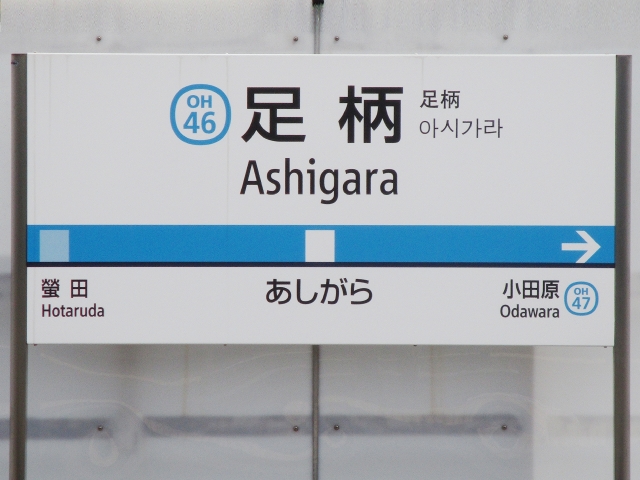 OH
46
足柄
足柄
아시가라
Ashigara
螢田
Hotaruda
あしがら
小田原
Odawara
OH
47